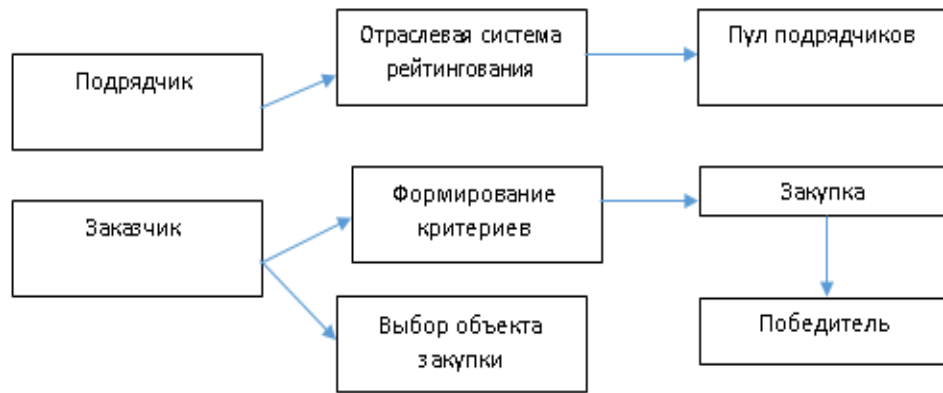 Подрядчик
Отраслевая система
рейтингования
Пул подрядчиков
Заказчик
Формирование
критериев
Закупка
Выбор объекта
закупки
Победитель